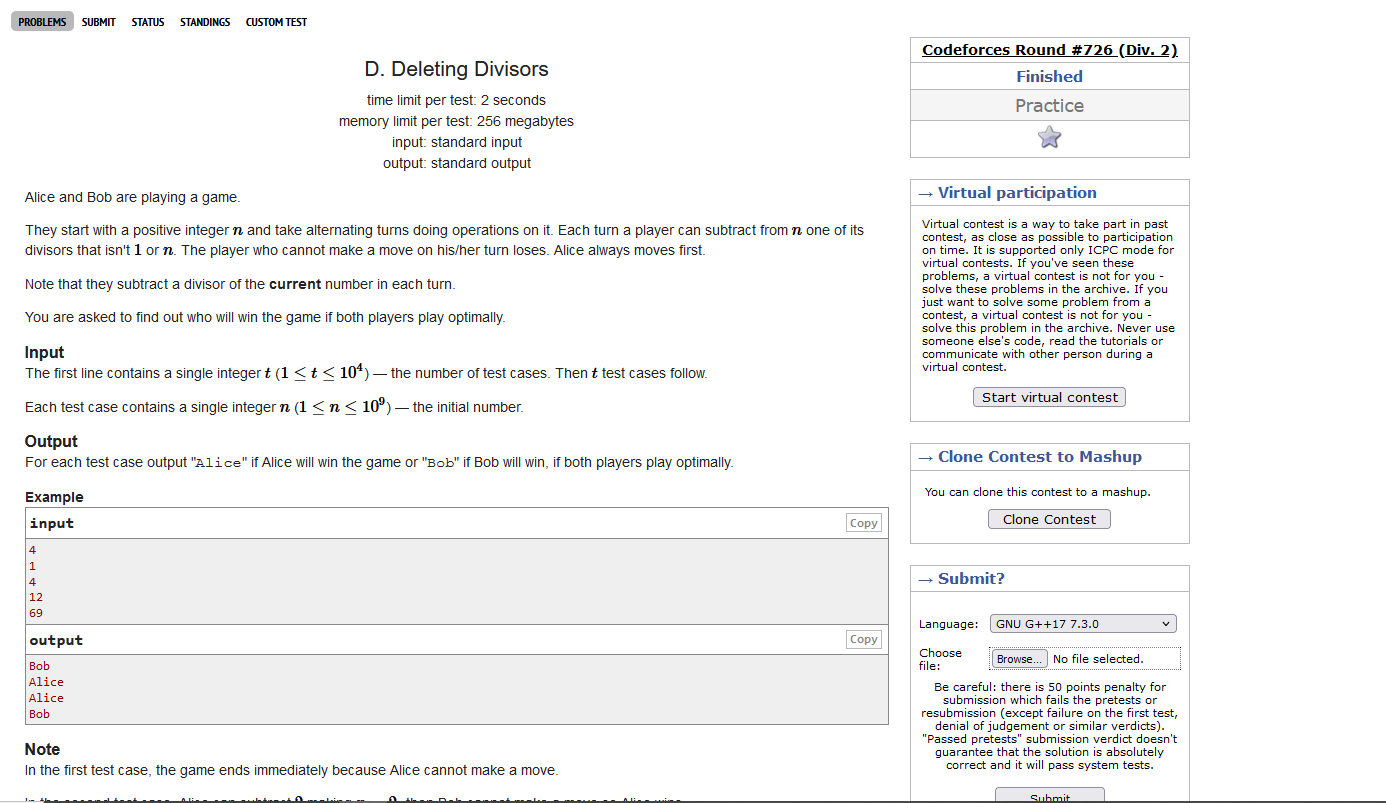 PROBLEMS SUBMIT STATUS STANDINGS CUSTOM TEST
D. Deleting Divisors
time limit per test: 2 seconds
memory limit per test: 256 megabytes
input: standard input
output: standard output
Alice and Bob are playing a game.
They start with a positive integer n and take alternating turns doing operations on it. Each turn a player can subtract from n one of its
divisors that isn't 1 or n. The player who cannot make a move on his/her turn loses. Alice always moves first.
Note that they subtract a divisor of the current number in each turn.
You are asked to find out who will win the game if both players play optimally.
Input
The first line contains a single integer t (1 ≤ t ≤ 10⁴) — the number of test cases. Then t test cases follow.
Each test case contains a single integer n (1 ≤ n ≤ 10⁹) — the initial number.
Output
For each test case output "Alice" if Alice will win the game or "Bob" if Bob will win, if both players play optimally.
Example
input
Copy
4
1
4
12
69
output
Copy
Bob
Alice
Alice
Bob
Note
In the first test case, the game ends immediately because Alice cannot make a move.
Codeforces Round #726 (Div. 2)
Finished
Practice
→ Virtual participation
Virtual contest is a way to take part in past
contest, as close as possible to participation
on time. It is supported only ICPC mode for
virtual contests. If you've seen these
problems, a virtual contest is not for you -
solve these problems in the archive. If you
just want to solve some problem from a
contest, a virtual contest is not for you -
solve this problem in the archive. Never use
someone else's code, read the tutorials or
communicate with other person during a
virtual contest.
Start virtual contest
→ Clone Contest to Mashup
You can clone this contest to a mashup.
Clone Contest
→ Submit?
Language: GNU G++17 7.3.0
Choose
file: Browse... No file selected.
Be careful: there is 50 points penalty for
submission which fails the pretests or
resubmission (except failure on the first test,
denial of judgement or similar verdicts).
"Passed pretests" submission verdict doesn't
guarantee that the solution is absolutely
correct and it will pass system tests.
Submit